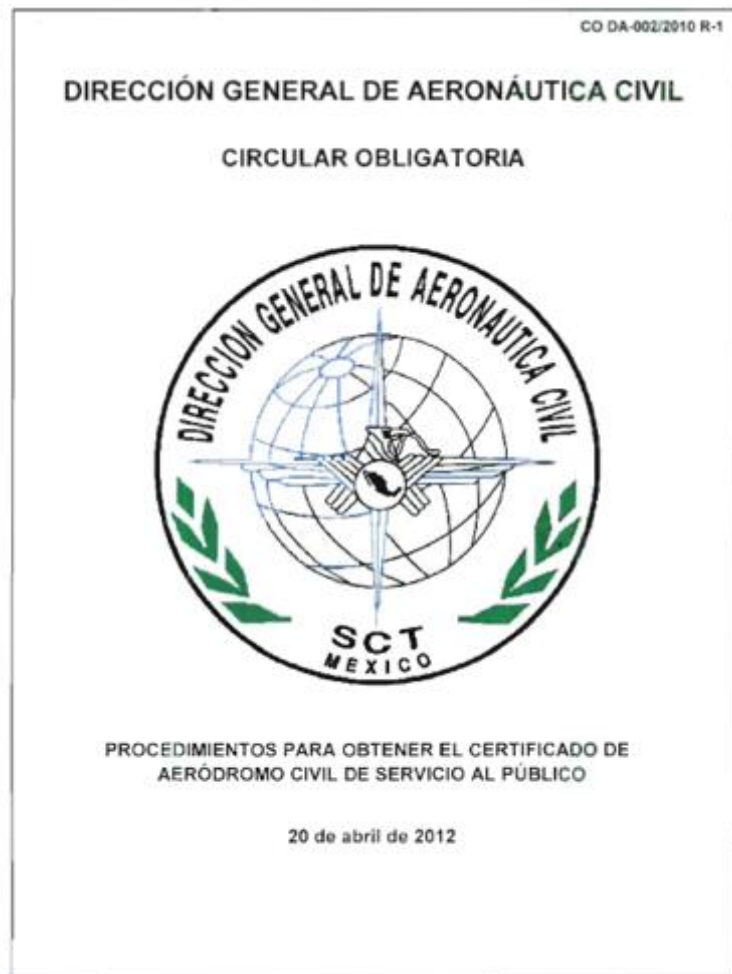 CO DA-002/2010 R-1
DIRECCIÓN GENERAL DE AERONÁUTICA CIVIL
CIRCULAR OBLIGATORIA
DIRECCION GENERAL DE AERONAUTICA CIVIL
SCT
MEXICO
PROCEDIMIENTOS PARA OBTENER EL CERTIFICADO DE
AERÓDROMO CIVIL DE SERVICIO AL PÚBLICO
20 de abril de 2012